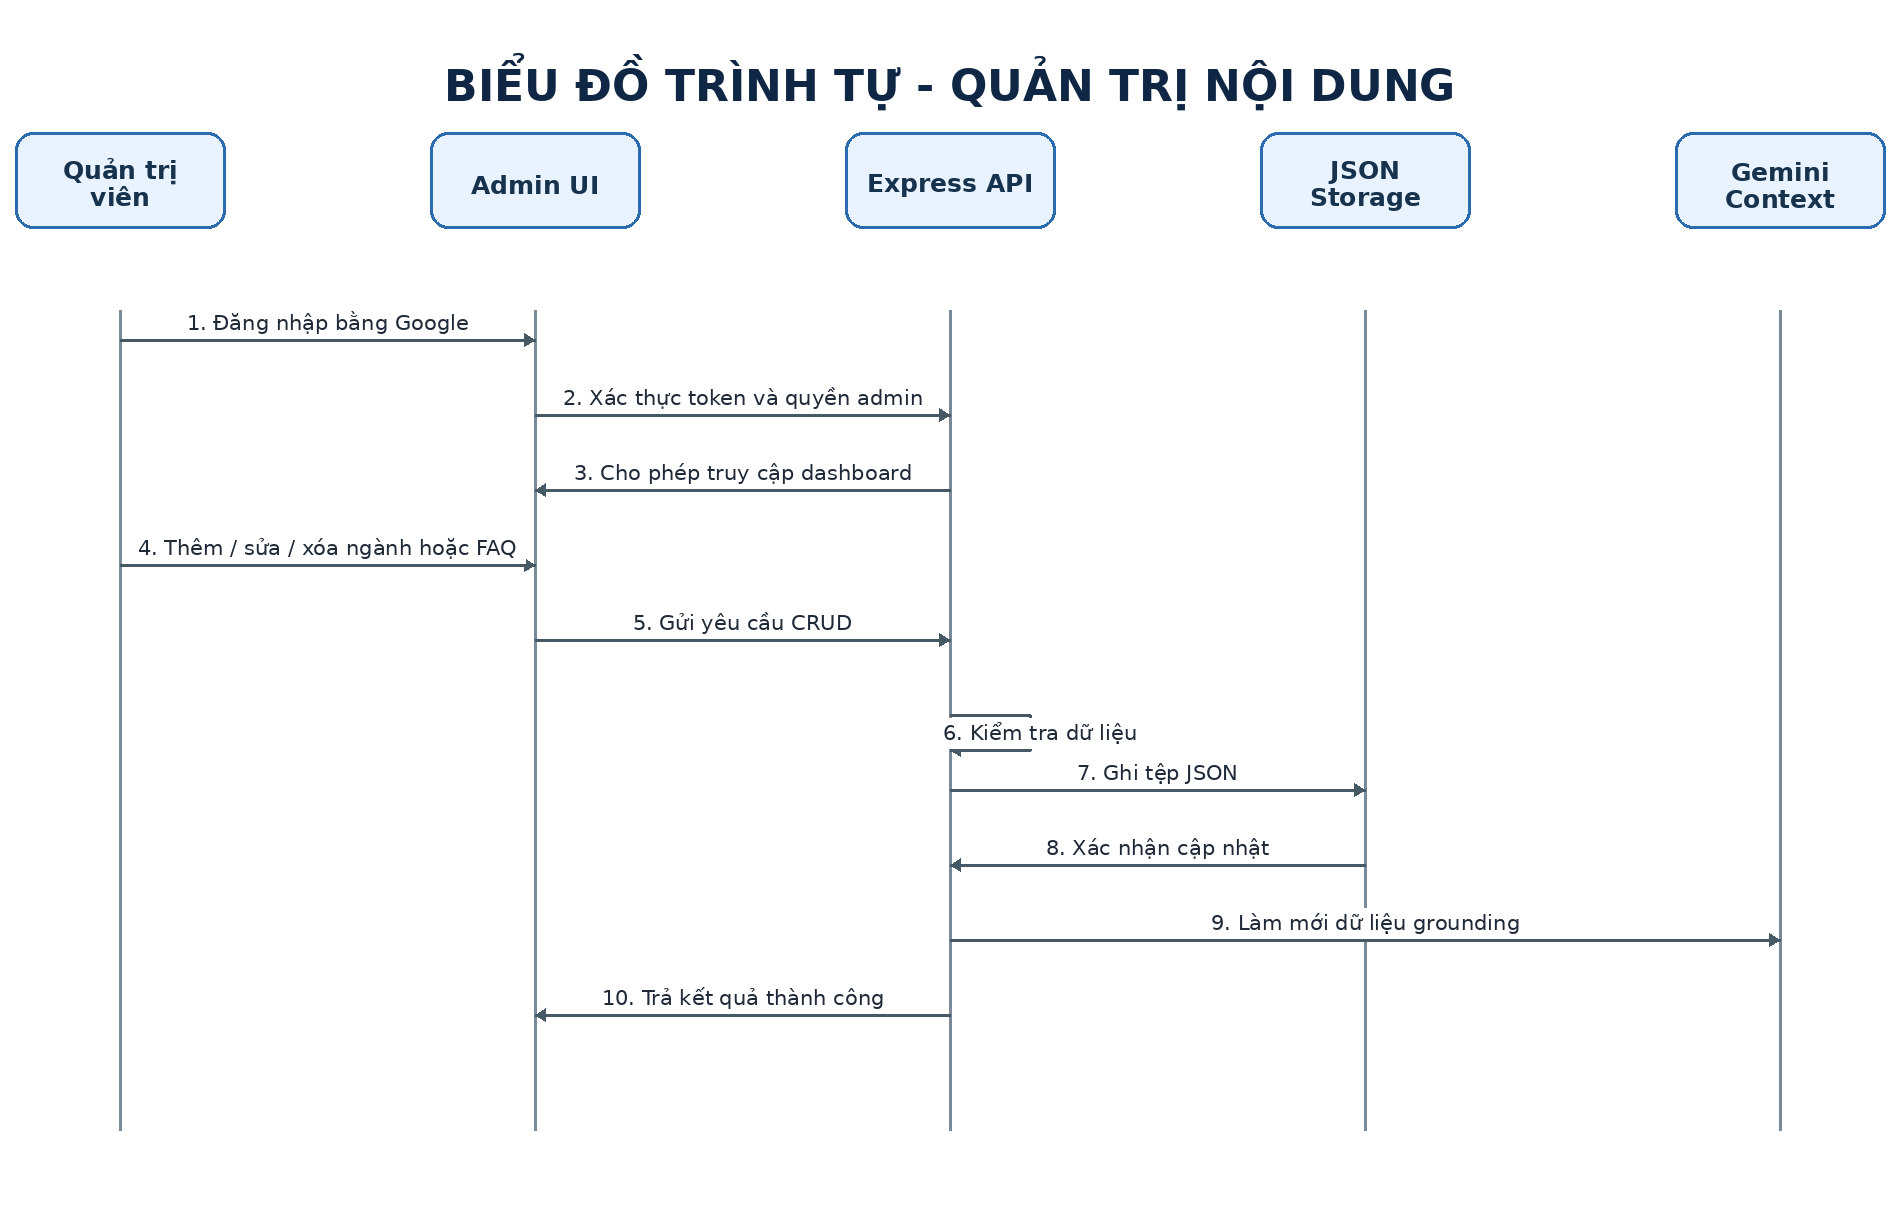 BIỂU ĐỒ TRÌNH TỰ - QUẢN TRỊ NỘI DUNG
Quản trị
viên
Admin UI
Express API
JSON
Storage
Gemini
Context
1. Đăng nhập bằng Google
2. Xác thực token và quyền admin
3. Cho phép truy cập dashboard
4. Thêm / sửa / xóa ngành hoặc FAQ
5. Gửi yêu cầu CRUD
6. Kiểm tra dữ liệu
7. Ghi tệp JSON
8. Xác nhận cập nhật
9. Làm mới dữ liệu grounding
10. Trả kết quả thành công